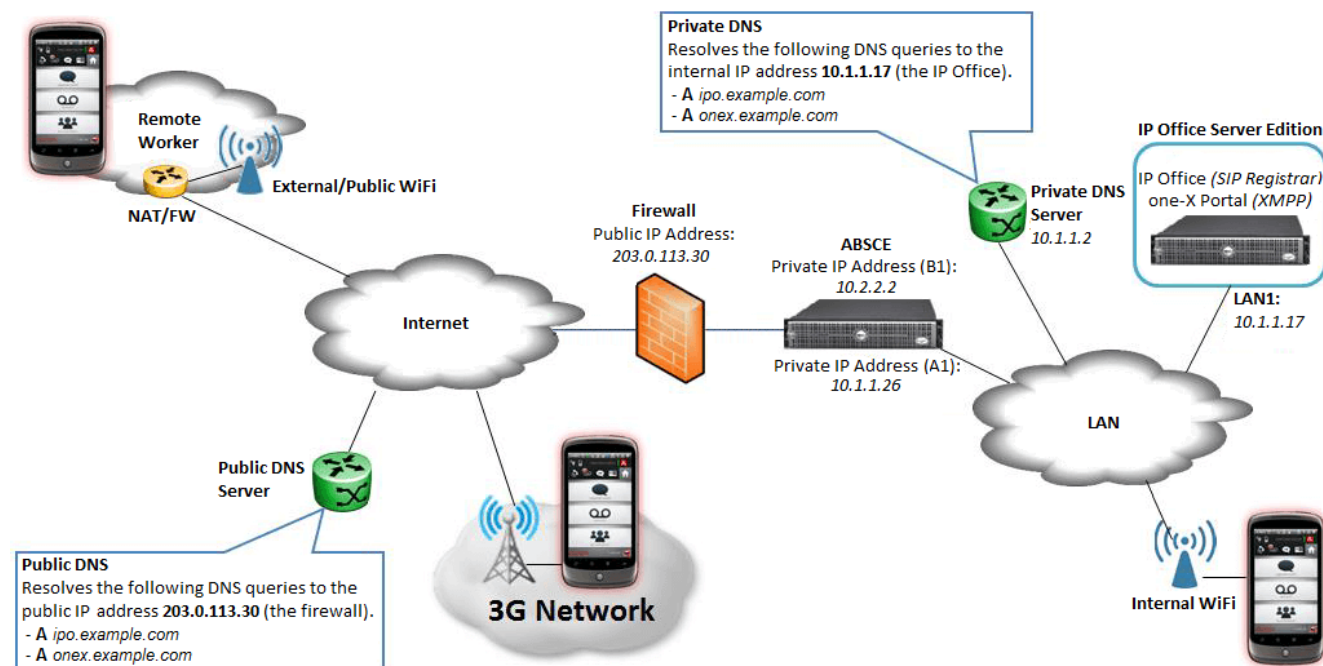 Private DNS
Resolves the following DNS queries to the
internal IP address 10.1.1.17 (the IP Office).
- A ipo.example.com
- A onex.example.com
IP Office Server Edition
IP Office (SIP Registrar)
one-X Portal (XMPP)
LAN1:
10.1.1.17
Private DNS
Server
10.1.1.2
Remote
Worker
External/Public WiFi
NAT/FW
Firewall
Public IP Address:
203.0.113.30
ABSCE
Private IP Address (B1):
10.2.2.2
Private IP Address (A1):
10.1.1.26
Internet
LAN
Public DNS
Server
Public DNS
Resolves the following DNS queries to the
public IP address 203.0.113.30 (the firewall).
- A ipo.example.com
- A onex.example.com
3G Network
Internal WiFi